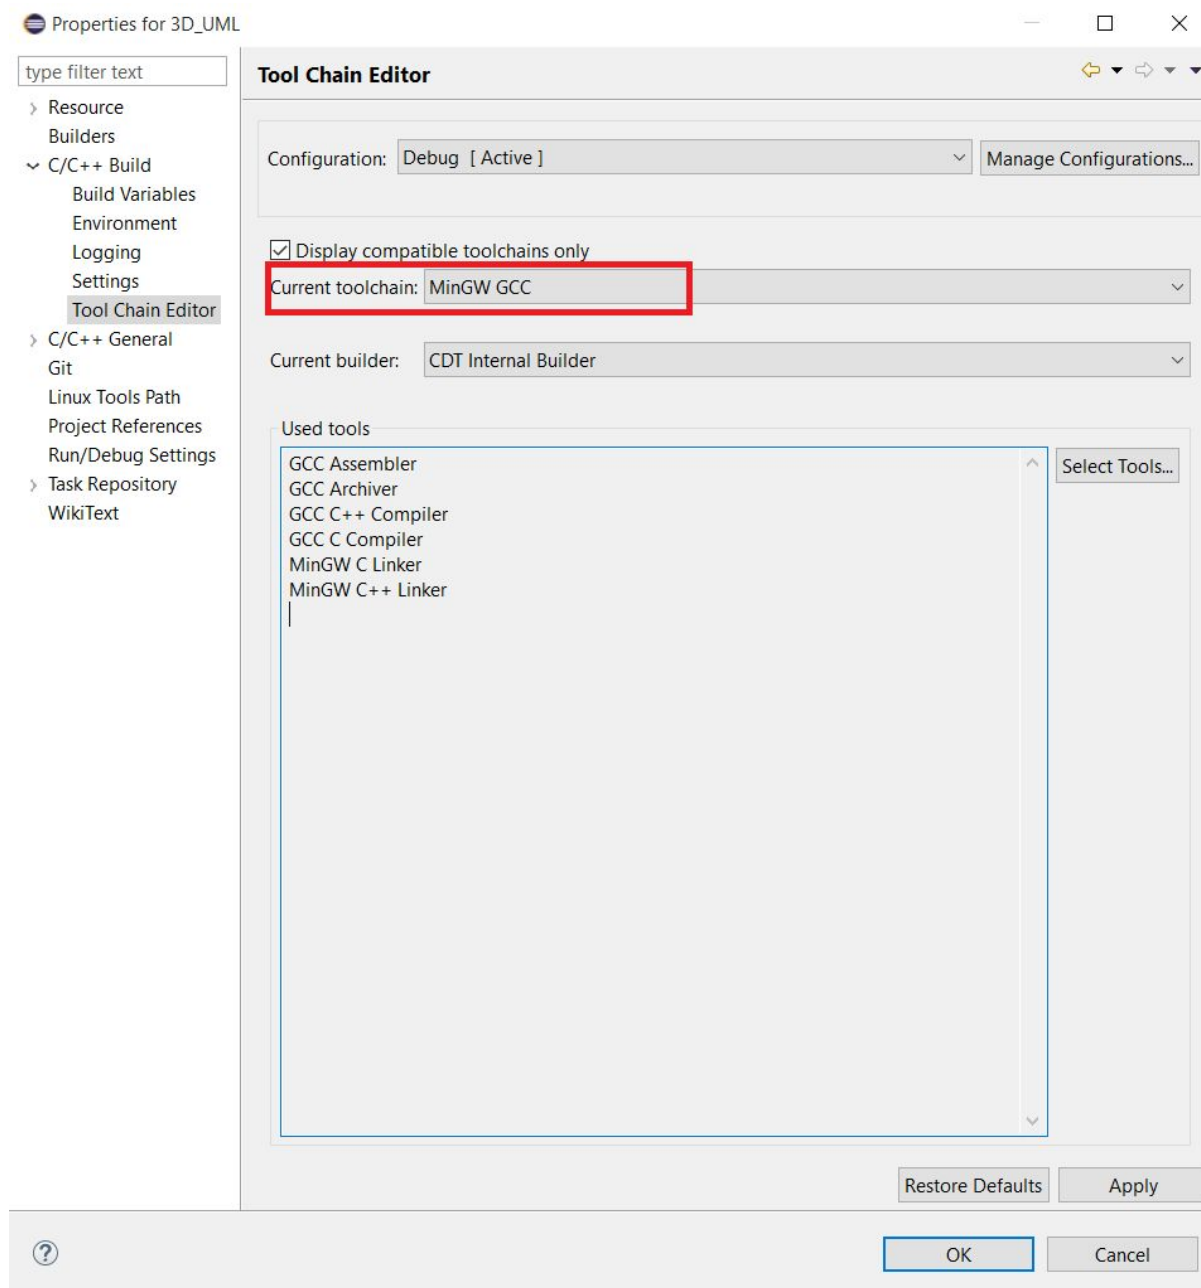 Properties for 3D_UML
type filter text
Resource
Builders
C/C++ Build
Build Variables
Environment
Logging
Settings
Tool Chain Editor
C/C++ General
Git
Linux Tools Path
Project References
Run/Debug Settings
Task Repository
WikiText
Tool Chain Editor
Configuration: Debug [ Active ] Manage Configurations...
Display compatible toolchains only
Current toolchain: MinGW GCC
Current builder: CDT Internal Builder
Used tools
GCC Assembler
GCC Archiver
GCC C++ Compiler
GCC C Compiler
MinGW C Linker
MinGW C++ Linker
Select Tools...
Restore Defaults Apply
? OK Cancel